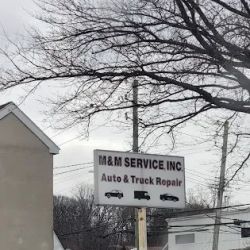 M&M SERVICE, INC.
Auto & Truck Repair